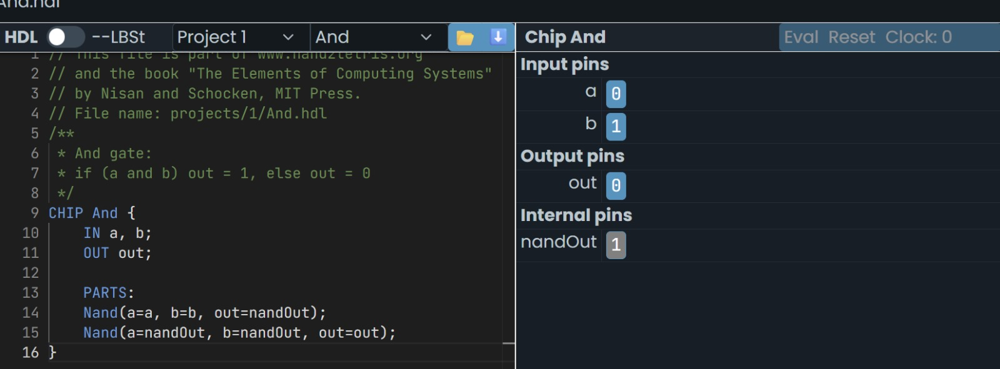 And.hdl
HDL --LBSt Project 1 And
1 // This file is part of www.nand2tetris.org
2 // and the book "The Elements of Computing Systems"
3 // by Nisan and Schocken, MIT Press.
4 // File name: projects/1/And.hdl
5 /**
6 * And gate:
7 * if (a and b) out = 1, else out = 0
8 */
9 CHIP And {
10 IN a, b;
11 OUT out;
12
13 PARTS:
14 Nand(a=a, b=b, out=nandOut);
15 Nand(a=nandOut, b=nandOut, out=out);
16 }
Chip And Eval Reset Clock: 0
Input pins
a 0
b 1
Output pins
out 0
Internal pins
nandOut 1